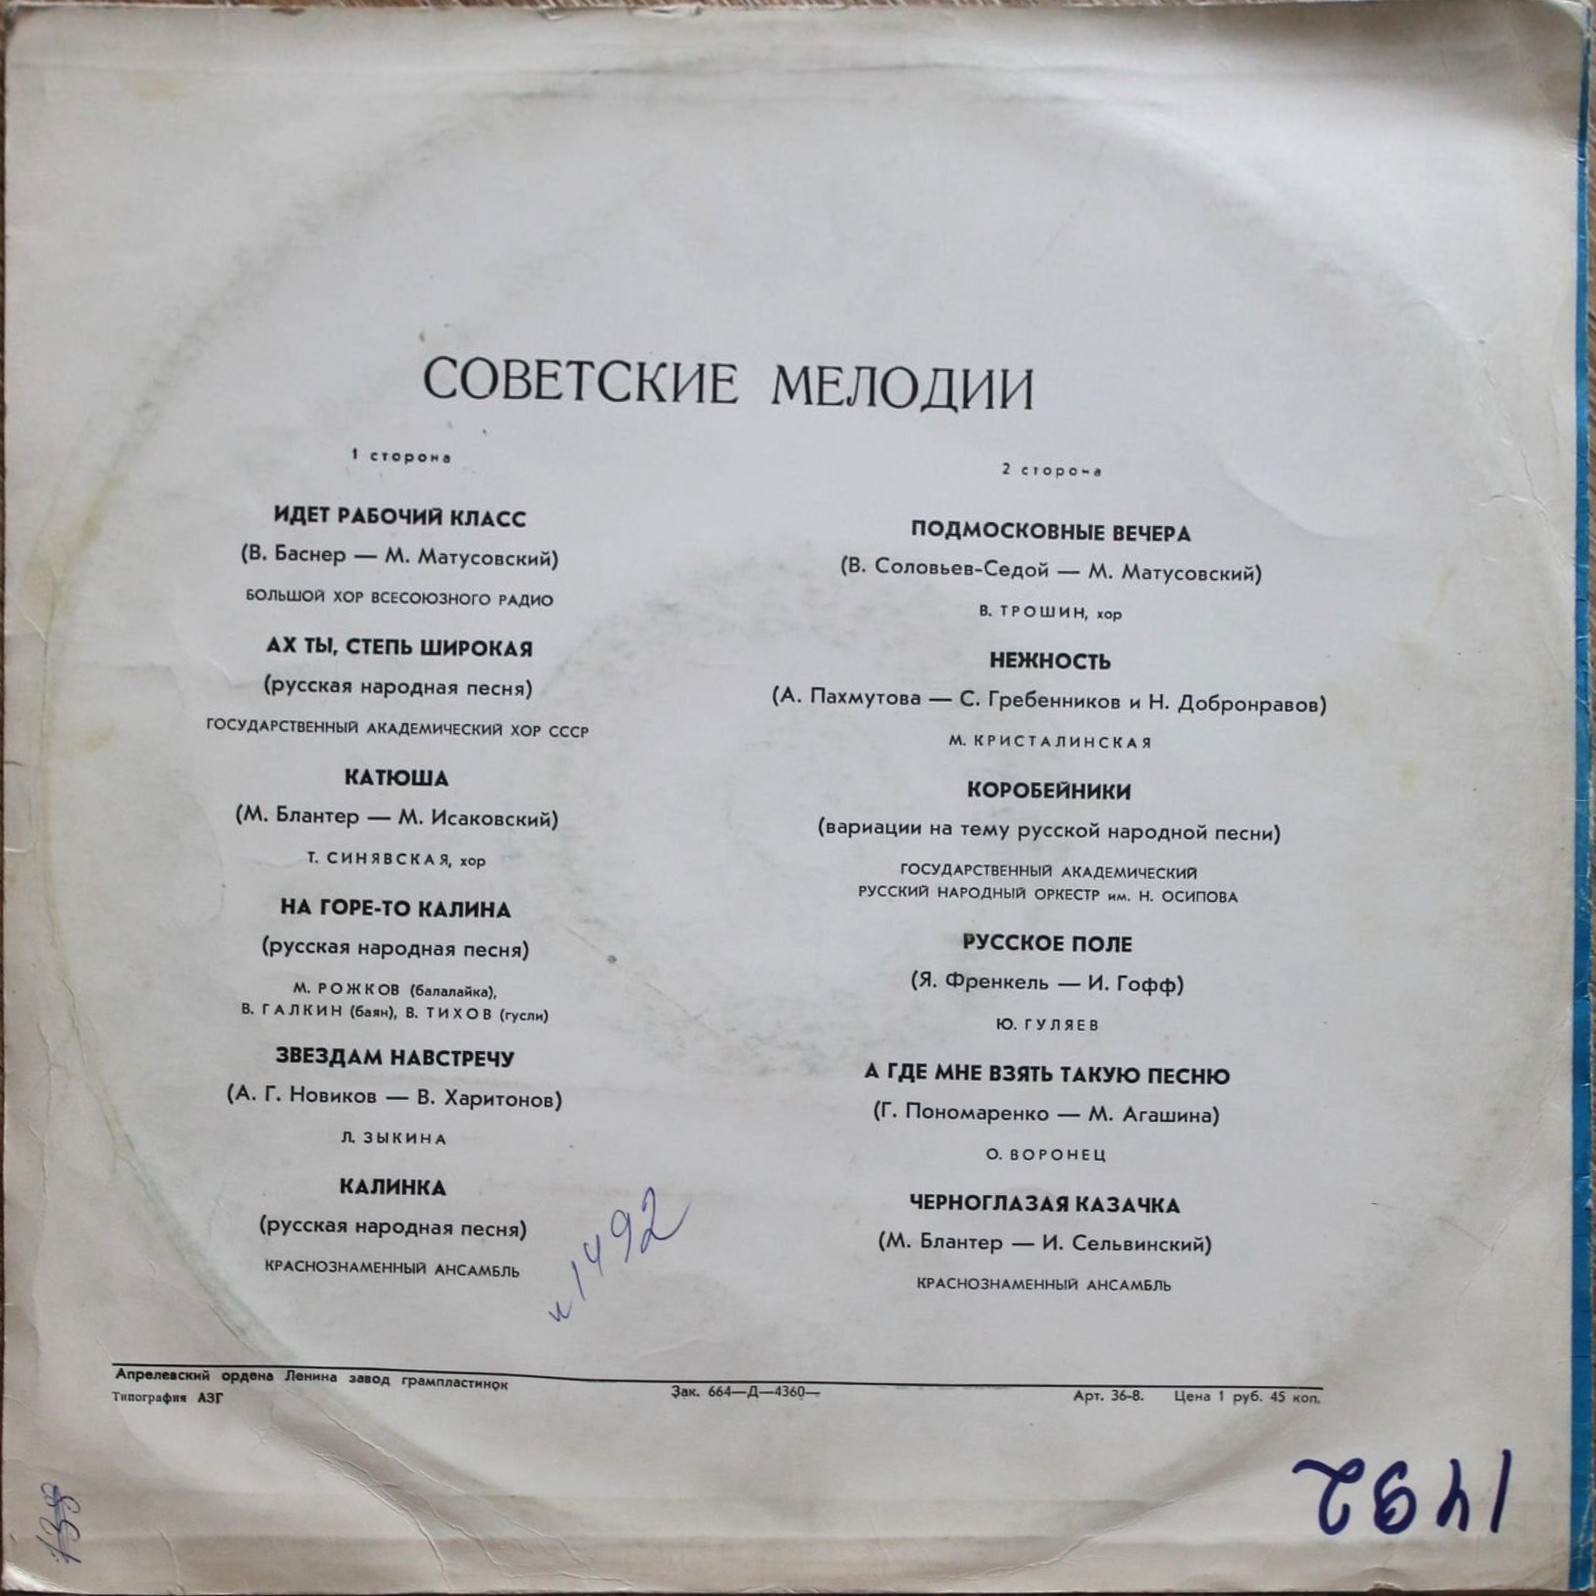 СОВЕТСКИЕ МЕЛОДИИ
1 сторона
ИДЕТ РАБОЧИЙ КЛАСС
(В. Баснер — М. Матусовский)
БОЛЬШОЙ ХОР ВСЕСОЮЗНОГО РАДИО
АХ ТЫ, СТЕПЬ ШИРОКАЯ
(русская народная песня)
ГОСУДАРСТВЕННЫЙ АКАДЕМИЧЕСКИЙ ХОР СССР
КАТЮША
(М. Блантер — М. Исаковский)
Т. СИНЯВСКАЯ, хор
НА ГОРЕ-ТО КАЛИНА
(русская народная песня)
М. РОЖКОВ (балалайка),
В. ГАЛКИН (баян), В. ТИХОВ (гусли)
ЗВЕЗДАМ НАВСТРЕЧУ
(А. Г. Новиков — В. Харитонов)
Л. ЗЫКИНА
КАЛИНКА
(русская народная песня)
КРАСНОЗНАМЕННЫЙ АНСАМБЛЬ
2 сторона
ПОДМОСКОВНЫЕ ВЕЧЕРА
(В. Соловьев-Седой — М. Матусовский)
В. ТРОШИН, хор
НЕЖНОСТЬ
(А. Пахмутова — С. Гребенников и Н. Добронравов)
М. КРИСТАЛИНСКАЯ
КОРОБЕЙНИКИ
(вариации на тему русской народной песни)
ГОСУДАРСТВЕННЫЙ АКАДЕМИЧЕСКИЙ
РУССКИЙ НАРОДНЫЙ ОРКЕСТР им. Н. ОСИПОВА
РУССКОЕ ПОЛЕ
(Я. Френкель — И. Гофф)
Ю. ГУЛЯЕВ
А ГДЕ МНЕ ВЗЯТЬ ТАКУЮ ПЕСНЮ
(Г. Пономаренко — М. Агашина)
О. ВОРОНЕЦ
ЧЕРНОГЛАЗАЯ КАЗАЧКА
(М. Блантер — И. Сельвинский)
КРАСНОЗНАМЕННЫЙ АНСАМБЛЬ
и 1492
Апрелевский ордена Ленина завод грампластинок
Типография АЗГ
Зак. 664—Д—4360—
Арт. 36-8. Цена 1 руб. 45 коп.
1492